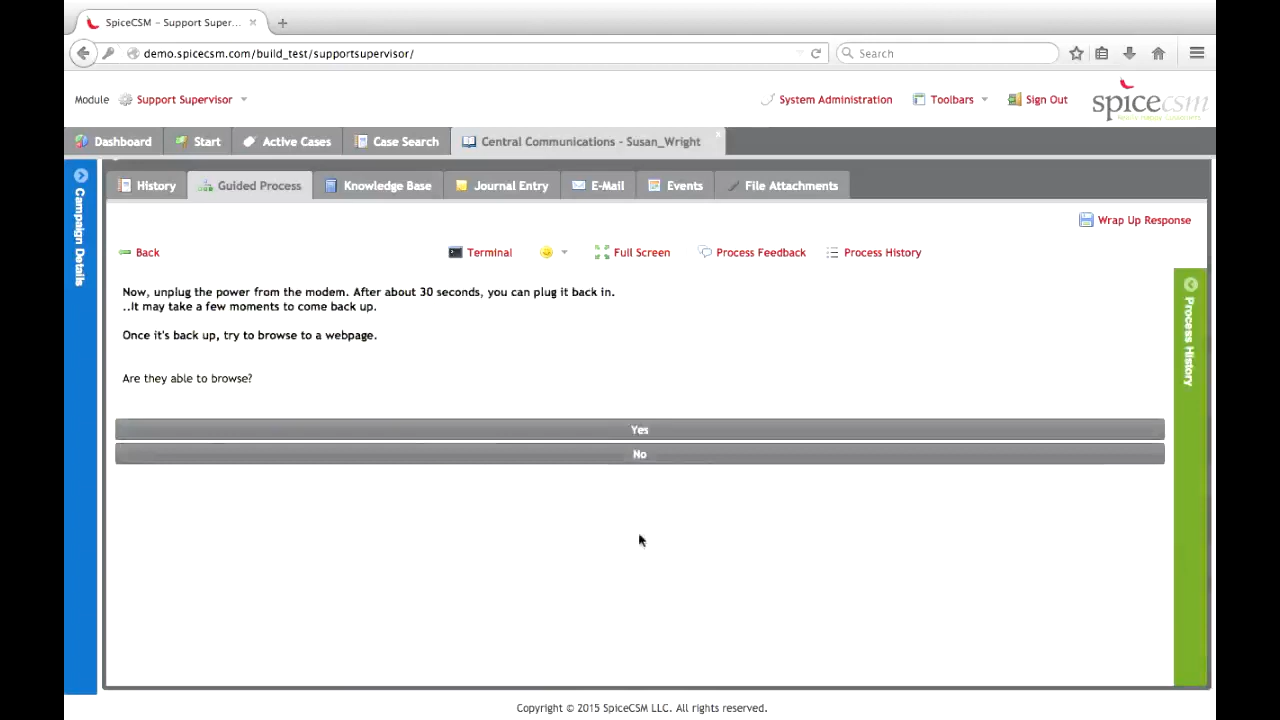 SpiceCSM – Support Super...
demo.spicecsm.com/build_test/supportsupervisor/
Search
Module
Support Supervisor
System Administration
Toolbars
Sign Out
spicecsm
Really Happy Customers
Dashboard
Start
Active Cases
Case Search
Central Communications - Susan_Wright
Campaign Details
History
Guided Process
Knowledge Base
Journal Entry
E-Mail
Events
File Attachments
Wrap Up Response
Back
Terminal
Full Screen
Process Feedback
Process History
Now, unplug the power from the modem. After about 30 seconds, you can plug it back in.
..It may take a few moments to come back up.
Once it's back up, try to browse to a webpage.
Are they able to browse?
Yes
No
Process History
Copyright © 2015 SpiceCSM LLC. All rights reserved.